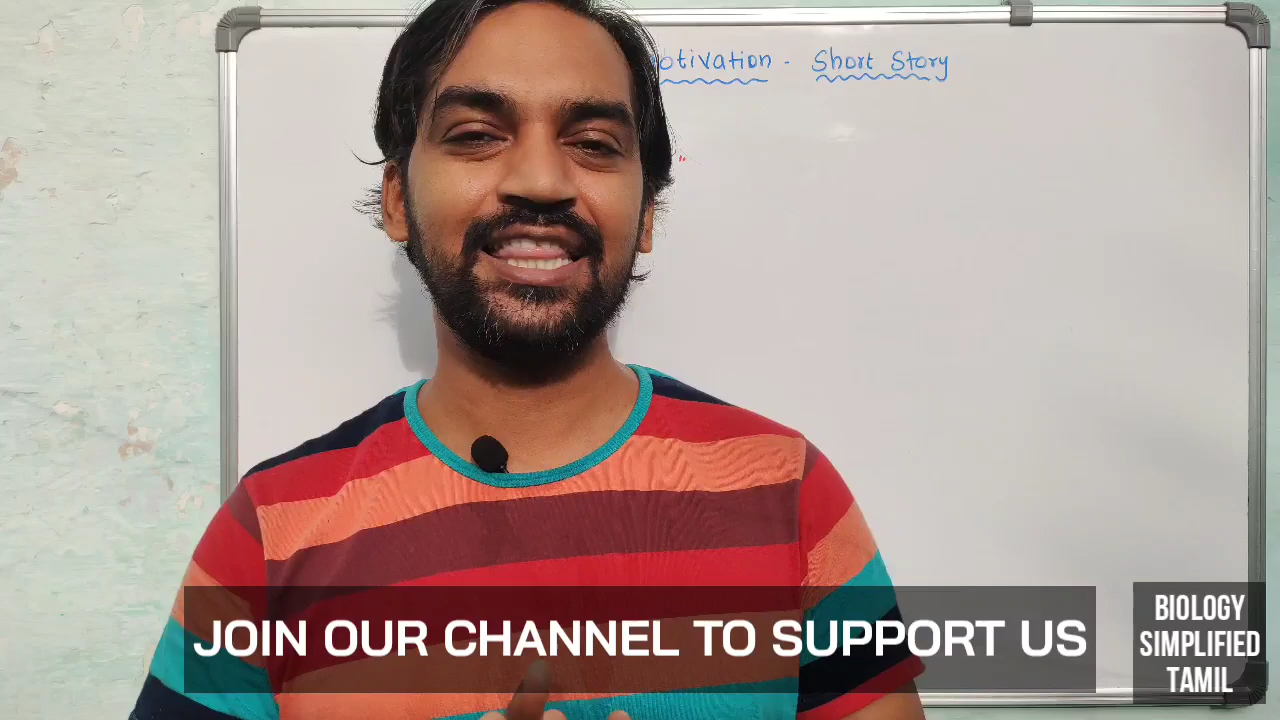 otivation - Short Story
JOIN OUR CHANNEL TO SUPPORT US
BIOLOGY
SIMPLIFIED
TAMIL